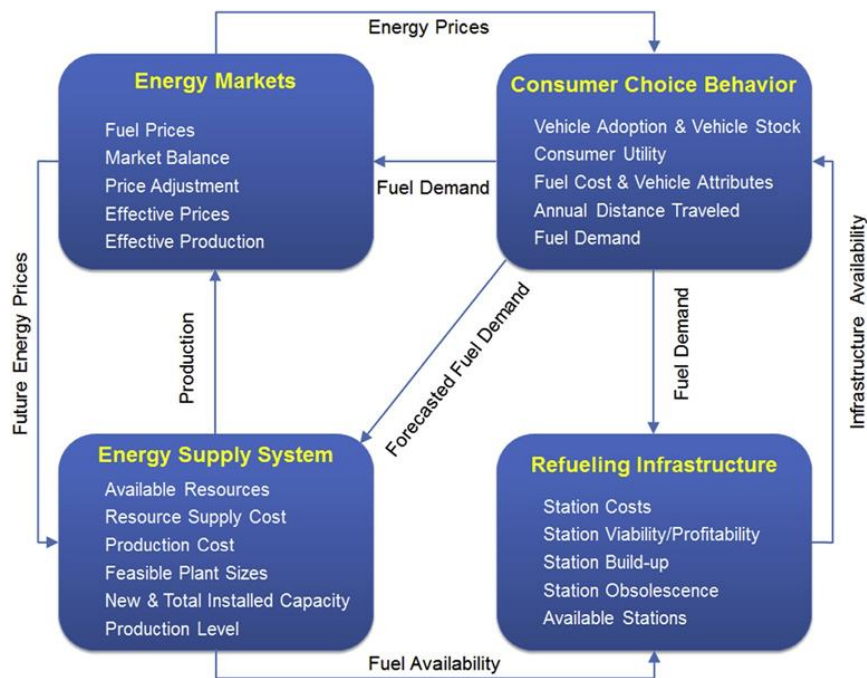 Energy Prices
Energy Markets
Fuel Prices
Market Balance
Price Adjustment
Effective Prices
Effective Production
Consumer Choice Behavior
Vehicle Adoption & Vehicle Stock
Consumer Utility
Fuel Cost & Vehicle Attributes
Annual Distance Traveled
Fuel Demand
Fuel Demand
Future Energy Prices
Production
Forecasted Fuel Demand
Fuel Demand
Infrastructure Availability
Energy Supply System
Available Resources
Resource Supply Cost
Production Cost
Feasible Plant Sizes
New & Total Installed Capacity
Production Level
Refueling Infrastructure
Station Costs
Station Viability/Profitability
Station Build-up
Station Obsolescence
Available Stations
Fuel Availability